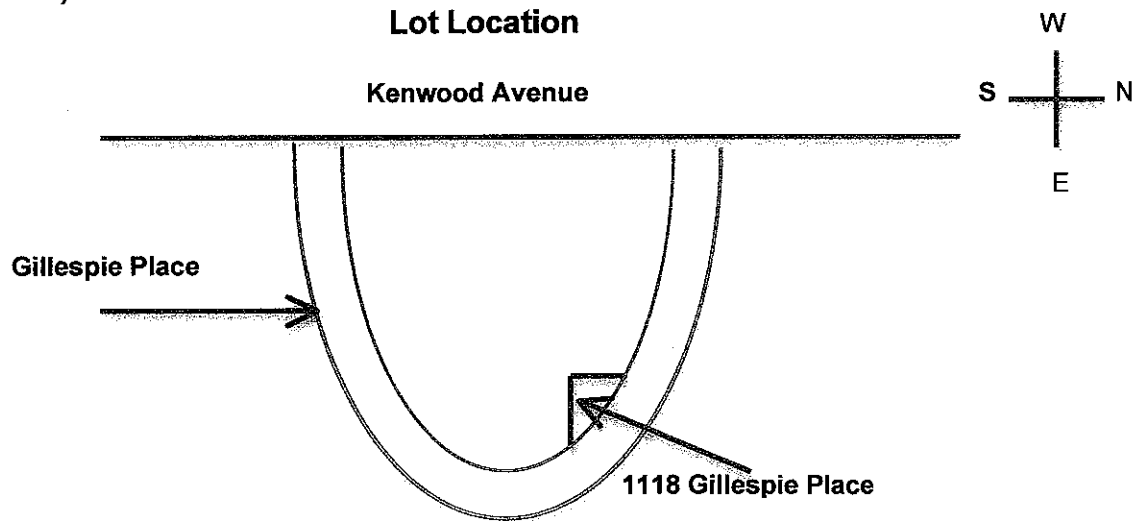 Lot Location
W
Kenwood Avenue
S
N
E
Gillespie Place
1118 Gillespie Place